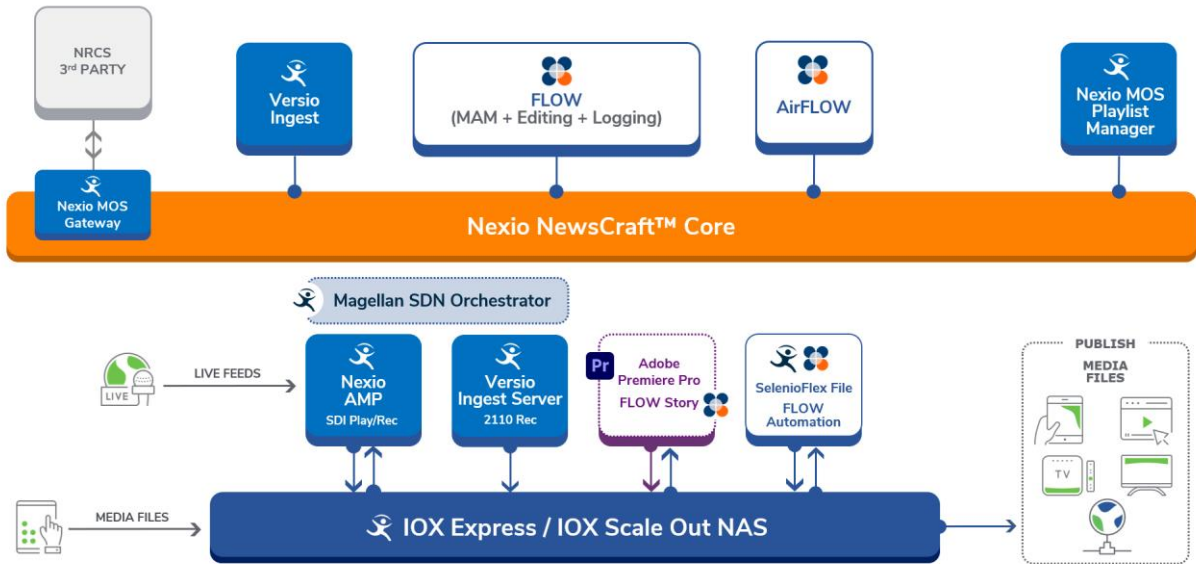 NRCS
3rd PARTY
Versio
Ingest
FLOW
(MAM + Editing + Logging)
AirFLOW
Nexio MOS
Playlist
Manager
Nexio MOS
Gateway
Nexio NewsCraft™ Core
Magellan SDN Orchestrator
LIVE
LIVE FEEDS
Nexio
AMP
SDI Play/Rec
Versio
Ingest Server
2110 Rec
Pr
Adobe
Premiere Pro
FLOW Story
SelenioFlex File
FLOW
Automation
PUBLISH
MEDIA
FILES
TV
MEDIA FILES
IOX Express / IOX Scale Out NAS